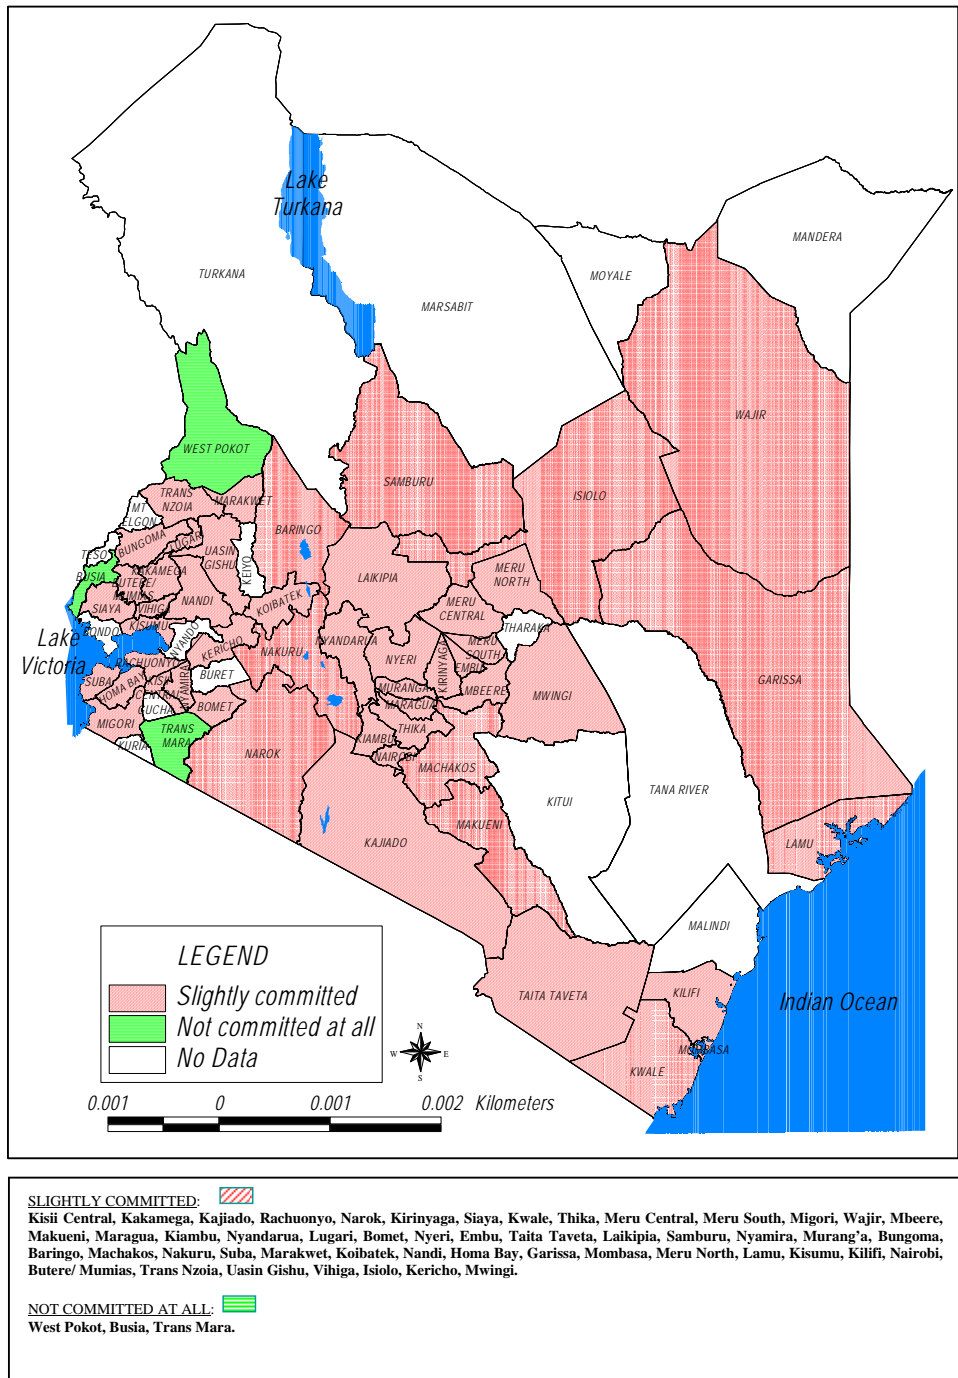 Lake
Turkana
MANDERA
MOYALE
TURKANA
MARSABIT
WAJIR
WEST POKOT
SAMBURU
ISIOLO
TRANS
NZOIA
MARAKWET
MT
ELGON
BARINGO
BUNGOMA
LUGARI
UASIN
GISHU
TESO
KEIYO
BUSIA
KAKAMEGA
BUTERE/
MUMIAS
LAIKIPIA
MERU
NORTH
SIAYA
VIHIGA
NANDI
KOIBATEK
MERU
CENTRAL
BONDO
KISUMU
NYANDO
THARAKA
Lake
Victoria
KERICHO
NYANDARUA
NAKURU
NYERI
KIRINYAGA
MERU
SOUTH
EMBU
RACHUONYO
SUBA
HOMA BAY
KISII
CENTRAL
NYAMIRA
BURET
GARISSA
MURANGA
MBEERE
MWINGI
GUCHA
BOMET
MARAGUA
MIGORI
TRANS
MARA
THIKA
KURIA
KIAMBU
NAROK
NAIROBI
MACHAKOS
KITUI
TANA RIVER
MAKUENI
KAJIADO
LAMU
MALINDI
TAITA TAVETA
KILIFI
Indian Ocean
MOMBASA
KWALE
LEGEND
Slightly committed
Not committed at all
No Data
N
W E
S
0.001 0 0.001 0.002 Kilometers
SLIGHTLY COMMITTED:
Kisii Central, Kakamega, Kajiado, Rachuonyo, Narok, Kirinyaga, Siaya, Kwale, Thika, Meru Central, Meru South, Migori, Wajir, Mbeere,
Makueni, Maragua, Kiambu, Nyandarua, Lugari, Bomet, Nyeri, Embu, Taita Taveta, Laikipia, Samburu, Nyamira, Murang’a, Bungoma,
Baringo, Machakos, Nakuru, Suba, Marakwet, Koibatek, Nandi, Homa Bay, Garissa, Mombasa, Meru North, Lamu, Kisumu, Kilifi, Nairobi,
Butere/ Mumias, Trans Nzoia, Uasin Gishu, Vihiga, Isiolo, Kericho, Mwingi.
NOT COMMITTED AT ALL:
West Pokot, Busia, Trans Mara.